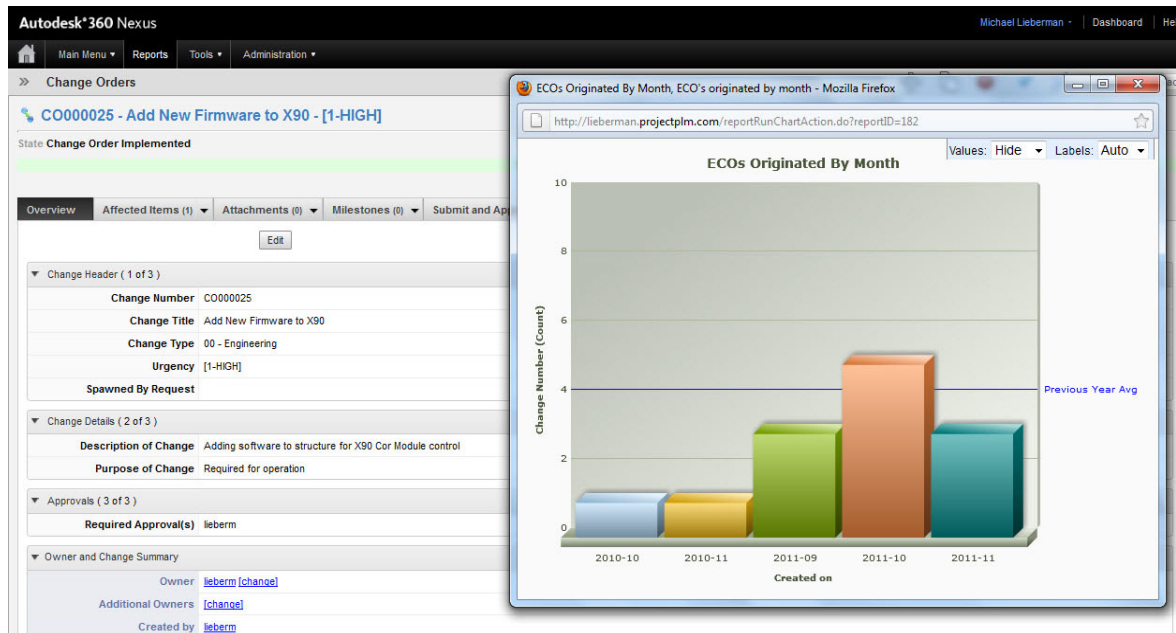 Autodesk®360 Nexus
Michael Lieberman
Dashboard
Main Menu
Reports
Tools
Administration
Change Orders
CO000025 - Add New Firmware to X90 - [1-HIGH]
State Change Order Implemented
Overview
Affected Items (1)
Attachments (0)
Milestones (0)
Edit
Change Header ( 1 of 3 )
Change Number CO000025
Change Title Add New Firmware to X90
Change Type 00 - Engineering
Urgency [1-HIGH]
Spawned By Request
Change Details ( 2 of 3 )
Description of Change Adding software to structure for X90 Cor Module control
Purpose of Change Required for operation
Approvals ( 3 of 3 )
Required Approval(s) lieberm
Owner and Change Summary
Owner lieberm [change]
Additional Owners [change]
Created by lieberm
ECOs Originated By Month, ECO's originated by month - Mozilla Firefox
http://lieberman.projectplm.com/reportRunChartAction.do?reportID=182
Values: Hide Labels: Auto
ECOs Originated By Month
Change Number (Count)
10
8
6
4
2
0
Previous Year Avg
2010-10 2010-11 2011-09 2011-10 2011-11
Created on